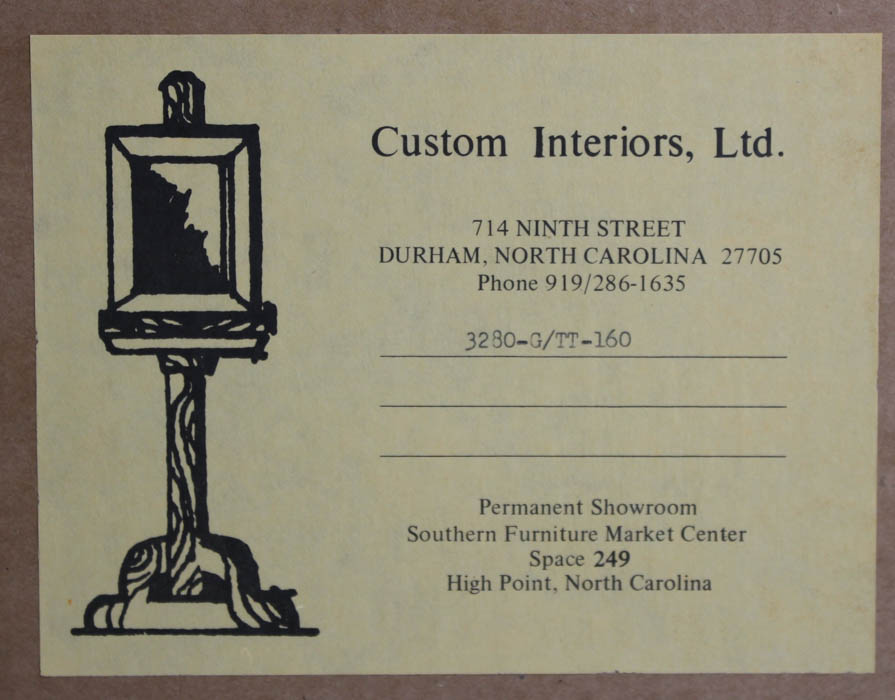 Custom Interiors, Ltd.
714 NINTH STREET
DURHAM, NORTH CAROLINA 27705
Phone 919/286-1635
3280-G/TT-160
Permanent Showroom
Southern Furniture Market Center
Space 249
High Point, North Carolina